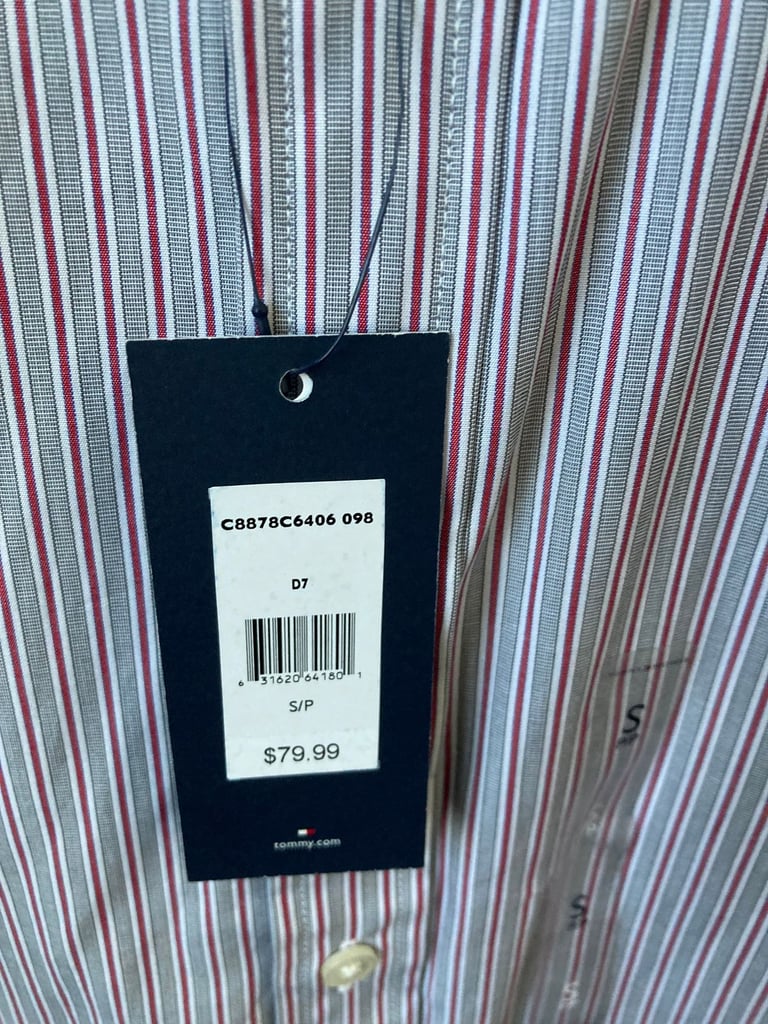 C8878C6406 098
D7
6 31620 64180 1
S/P
$79.99
tommy.com
S
S